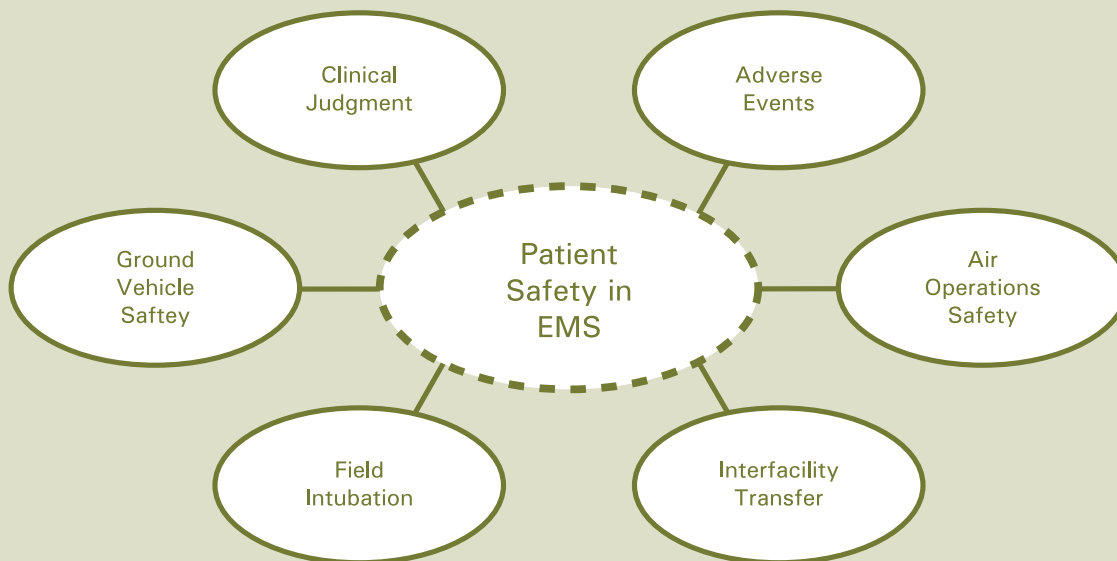 Clinical
Judgment
Adverse
Events
Ground
Vehicle
Saftey
Patient
Safety in
EMS
Air
Operations
Safety
Field
Intubation
Interfacility
Transfer